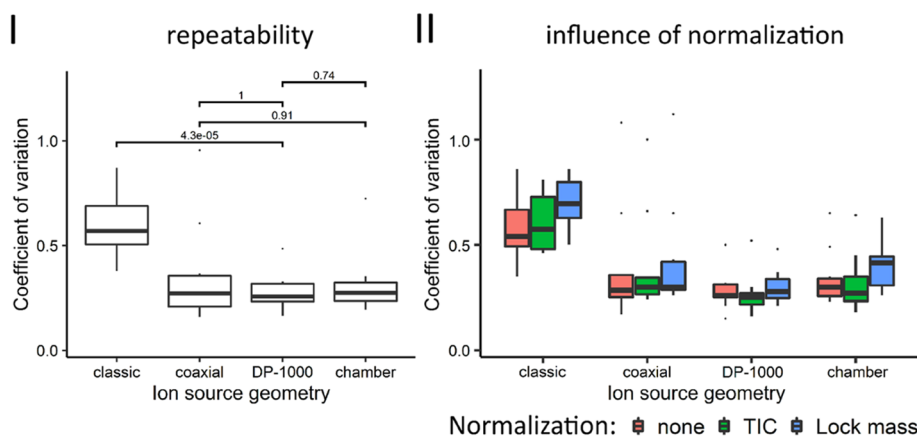 I
repeatability
Coefficient of variation
1.0
0.5
0.0
0.74
1
0.91
4.3e-05
classic
coaxial
DP-1000
chamber
Ion source geometry
II
influence of normalization
Coefficient of variation
1.0
0.5
0.0
classic
coaxial
DP-1000
chamber
Ion source geometry
Normalization: none TIC Lock mass